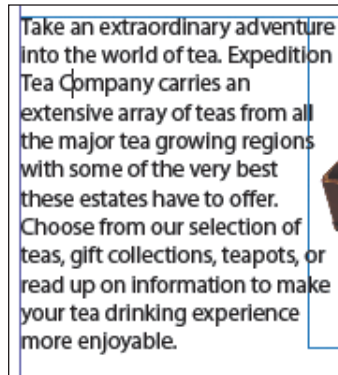 Take an extraordinary adventure
into the world of tea. Expedition
Tea Company carries an
extensive array of teas from all
the major tea growing regions
with some of the very best
these estates have to offer.
Choose from our selection of
teas, gift collections, teapots, or
read up on information to make
your tea drinking experience
more enjoyable.